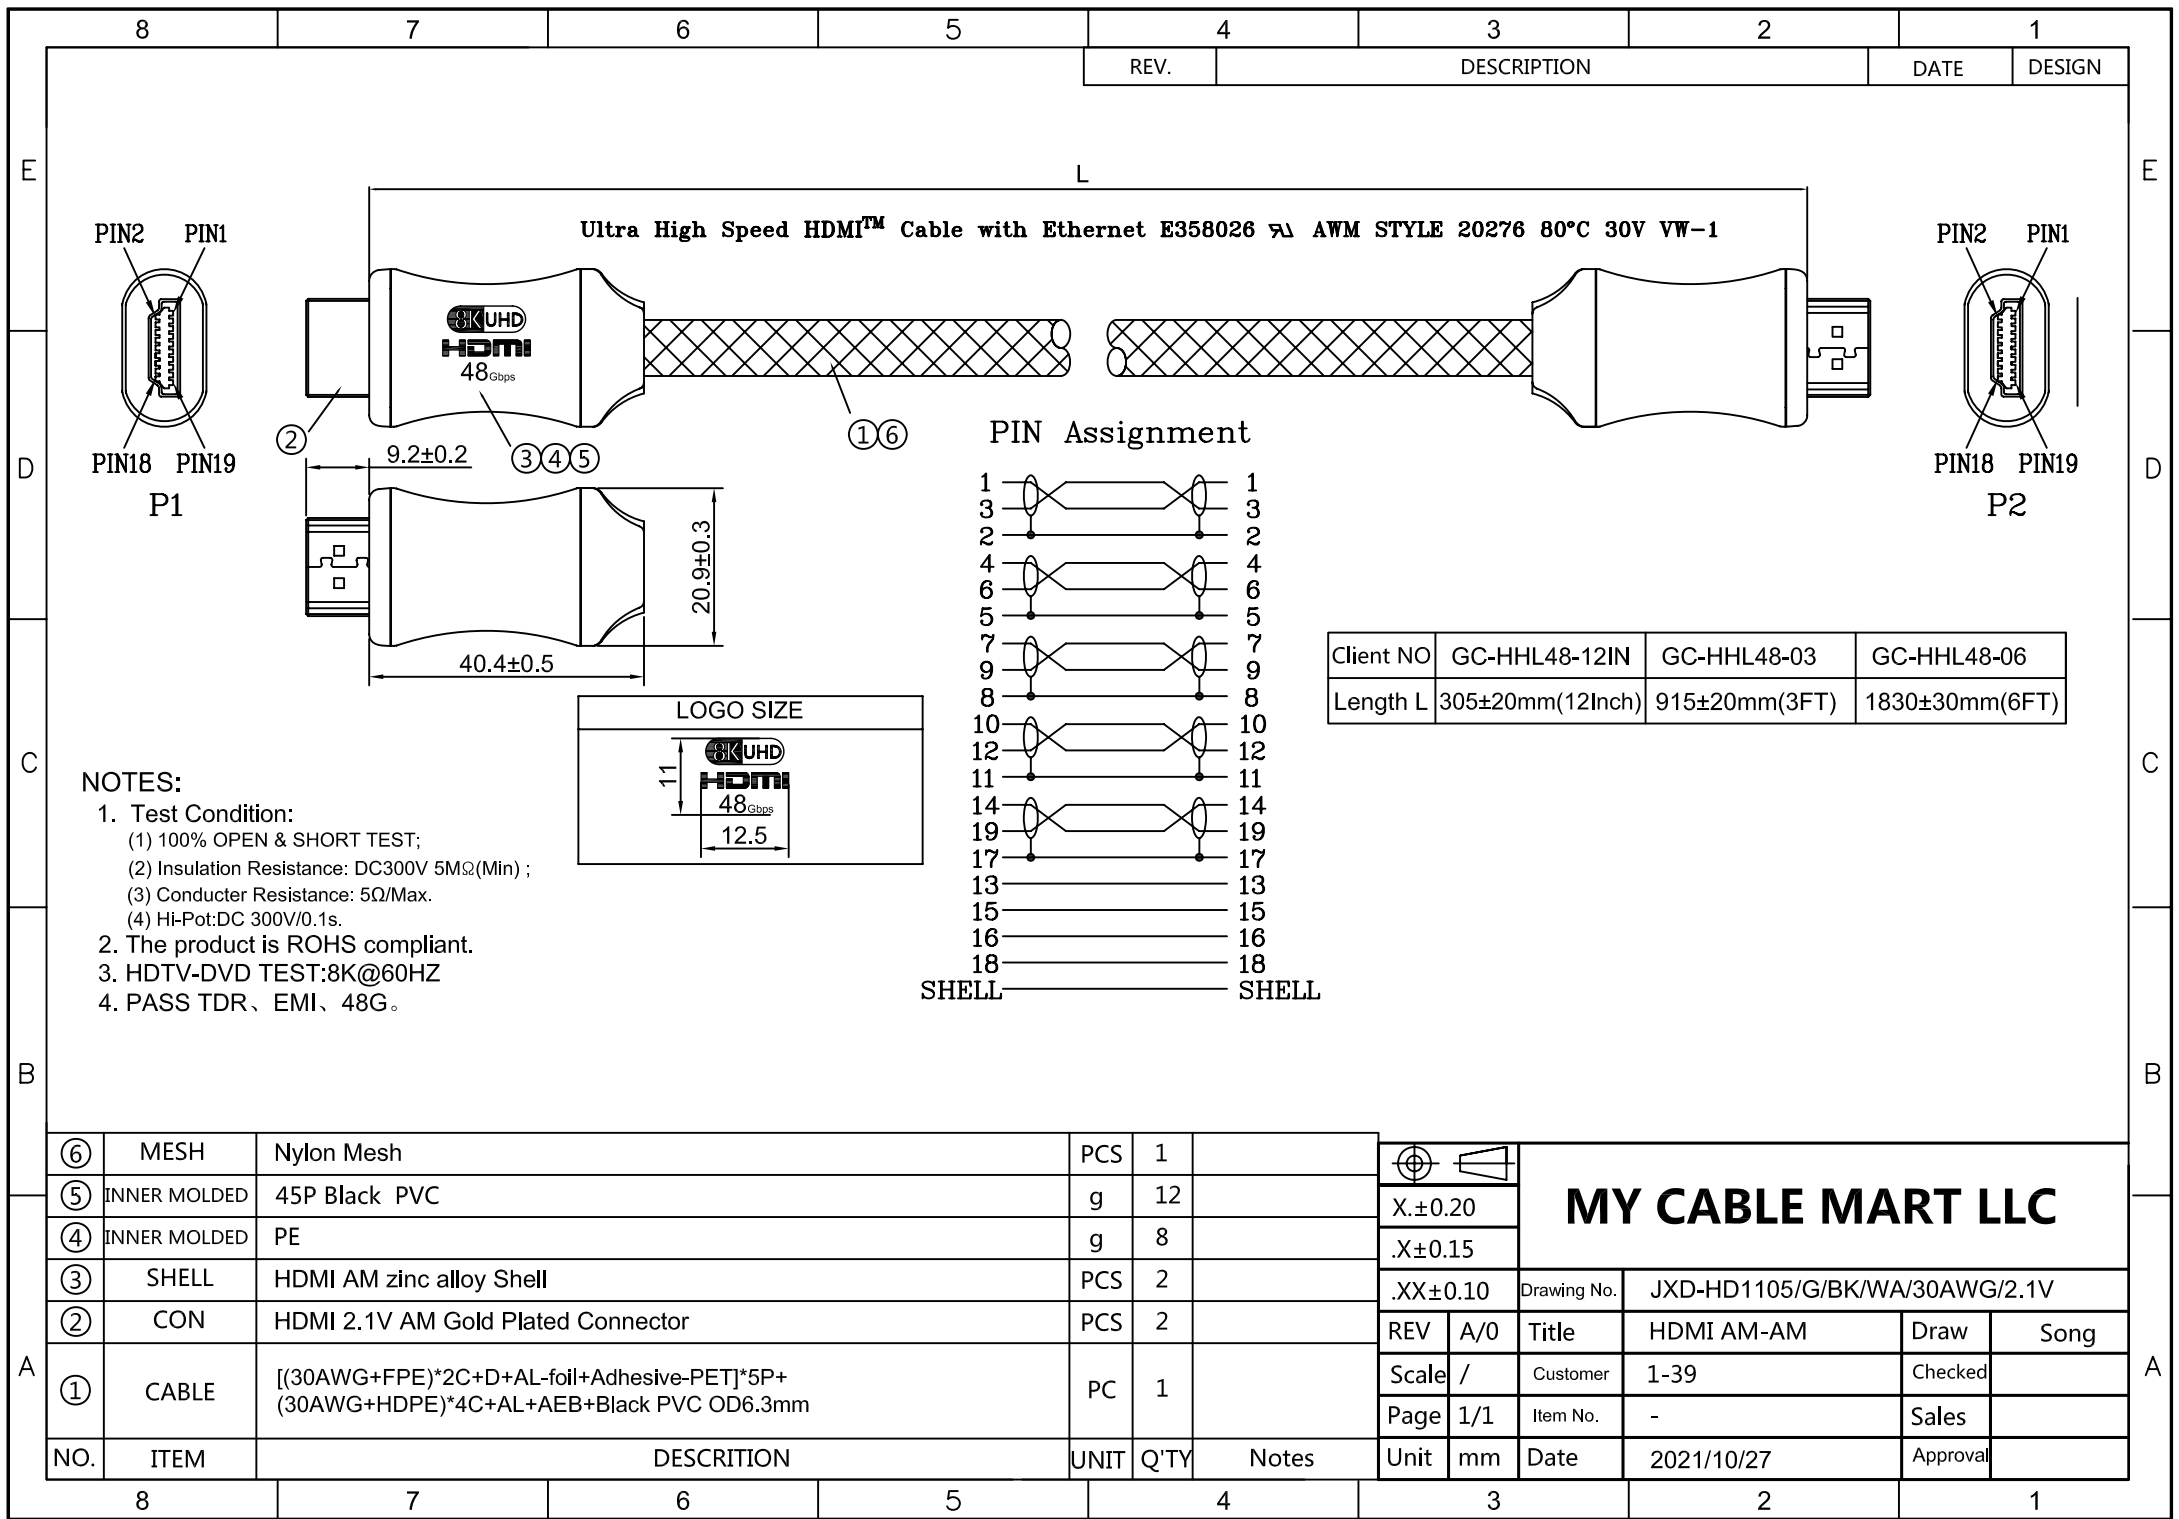 8 7 6 5 4 3 2 1
REV. DESCRIPTION DATE DESIGN
E E
L
Ultra High Speed HDMI™ Cable with Ethernet E358026 AWM STYLE 20276 80°C 30V VW-1
PIN2 PIN1
PIN2 PIN1
8K UHD
HDMI
48Gbps
② ③④⑤ ①⑥
PIN18 PIN19
P1
PIN18 PIN19
P2
D D
9.2±0.2
20.9±0.3
40.4±0.5
PIN Assignment
1 1
3 3
2 2
4 4
6 6
5 5
7 7
9 9
8 8
10 10
12 12
11 11
14 14
19 19
17 17
13 13
15 15
16 16
18 18
SHELL SHELL
Client NO GC-HHL48-12IN GC-HHL48-03 GC-HHL48-06
Length L 305±20mm(12Inch) 915±20mm(3FT) 1830±30mm(6FT)
LOGO SIZE
8K UHD
HDMI
48Gbps
11
12.5
C C
NOTES:
1. Test Condition:
(1) 100% OPEN & SHORT TEST;
(2) Insulation Resistance: DC300V 5MΩ(Min) ;
(3) Conducter Resistance: 5Ω/Max.
(4) Hi-Pot:DC 300V/0.1s.
2. The product is ROHS compliant.
3. HDTV-DVD TEST:8K@60HZ
4. PASS TDR、EMI、48G。
B B
⑥ MESH Nylon Mesh PCS 1
⑤ INNER MOLDED 45P Black PVC g 12
④ INNER MOLDED PE g 8
③ SHELL HDMI AM zinc alloy Shell PCS 2
② CON HDMI 2.1V AM Gold Plated Connector PCS 2
① CABLE [(30AWG+FPE)*2C+D+AL-foil+Adhesive-PET]*5P+
(30AWG+HDPE)*4C+AL+AEB+Black PVC OD6.3mm PC 1
NO. ITEM DESCRITION UNIT Q'TY Notes
X.±0.20
.X±0.15
.XX±0.10
MY CABLE MART LLC
Drawing No. JXD-HD1105/G/BK/WA/30AWG/2.1V
REV A/0 Title HDMI AM-AM Draw Song
Scale / Customer 1-39 Checked
Page 1/1 Item No. - Sales
Unit mm Date 2021/10/27 Approval
A A
8 7 6 5 4 3 2 1